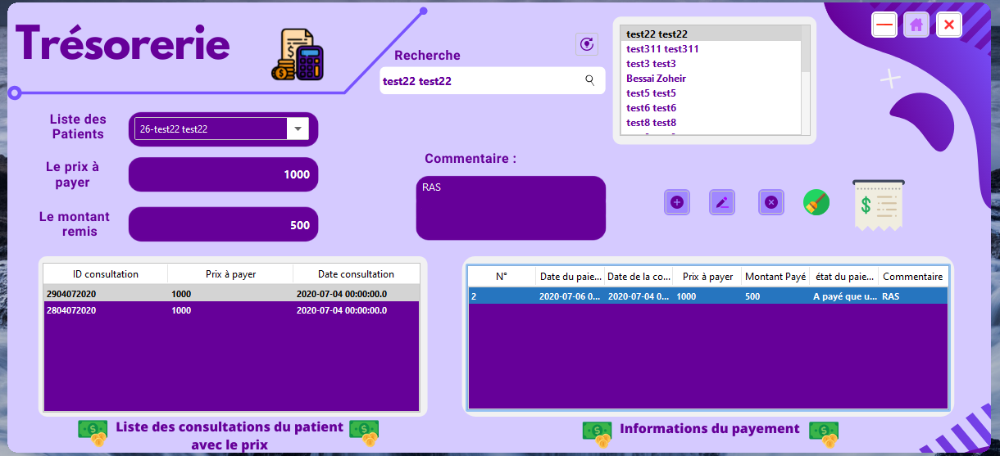 Trésorerie
Recherche
test22 test22
test22 test22
test311 test311
test3 test3
Bessai Zoheir
test5 test5
test6 test6
test8 test8
Liste des
Patients
26-test22 test22
Le prix à
payer
1000
Le montant
remis
500
Commentaire :
RAS
ID consultation Prix à payer Date consultation
2904072020 1000 2020-07-04 00:00:00.0
2804072020 1000 2020-07-04 00:00:00.0
Liste des consultations du patient
avec le prix
N° Date du paie... Date de la co... Prix à payer Montant Payé état du paie... Commentaire
2 2020-07-06 0... 2020-07-04 0... 1000 500 A payé que u... RAS
Informations du payement